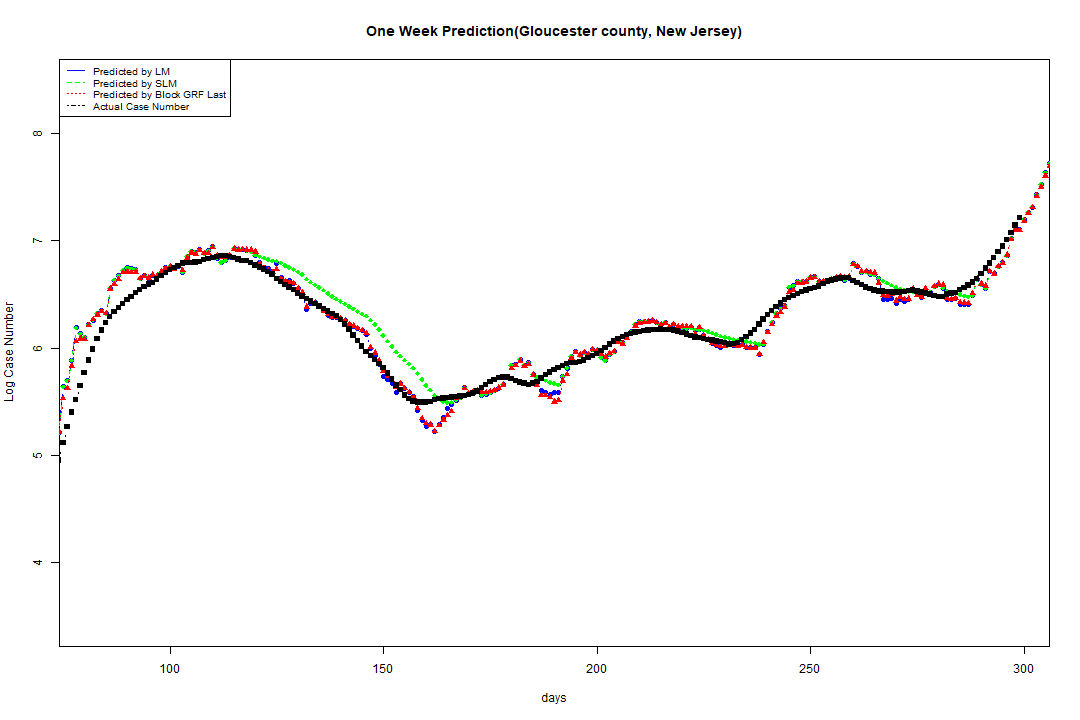 One Week Prediction(Gloucester county, New Jersey)
Predicted by LM
Predicted by SLM
Predicted by Block GRF Last
Actual Case Number
8
7
6
5
4
Log Case Number
100 150 200 250 300
days